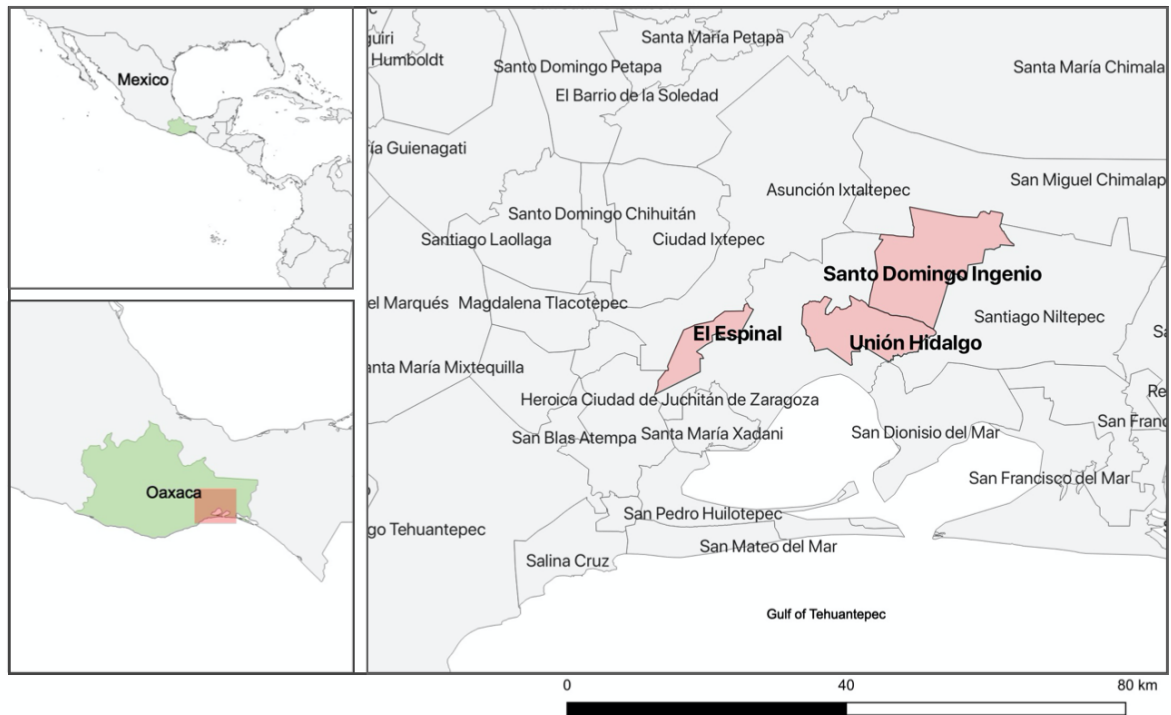 Mexico
Oaxaca
Santa María Petapa
guiri
Humboldt
Santo Domingo Petapa
Santa María Chimala
El Barrio de la Soledad
ía Guienagati
Asunción Ixtaltepec
San Miguel Chimalap
Santo Domingo Chihuitán
Santiago Laollaga
Ciudad Ixtepec
Santo Domingo Ingenio
el Marqués
Magdalena Tlacotepec
Santiago Niltepec
El Espinal
Unión Hidalgo
anta María Mixtequilla
Re
Heroica Ciudad de Juchitán de Zaragoza
San Franc
San Blas Atempa
Santa María Xadani
San Dionisio del Mar
San Francisco del Mar
San Pedro Huilotepec
go Tehuantepec
San Mateo del Mar
Salina Cruz
Gulf of Tehuantepec
0
40
80 km